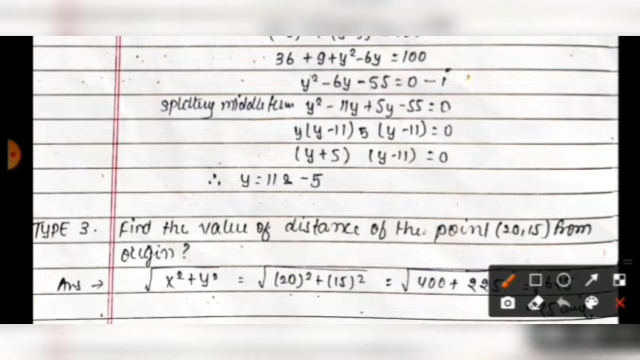 36 + 9 + y² - 6y = 100
y² - 6y - 55 = 0 - i
splitting middle term y² - 11y + 5y - 55 = 0
y(y - 11) 5 (y - 11) = 0
(y + 5) (y - 11) = 0
∴ y = 11 & -5
TYPE 3. Find the value of distance of the point (20,15) from
origin?
Ans → √x² + y² = √(20)² + (15)² = √400 + 225